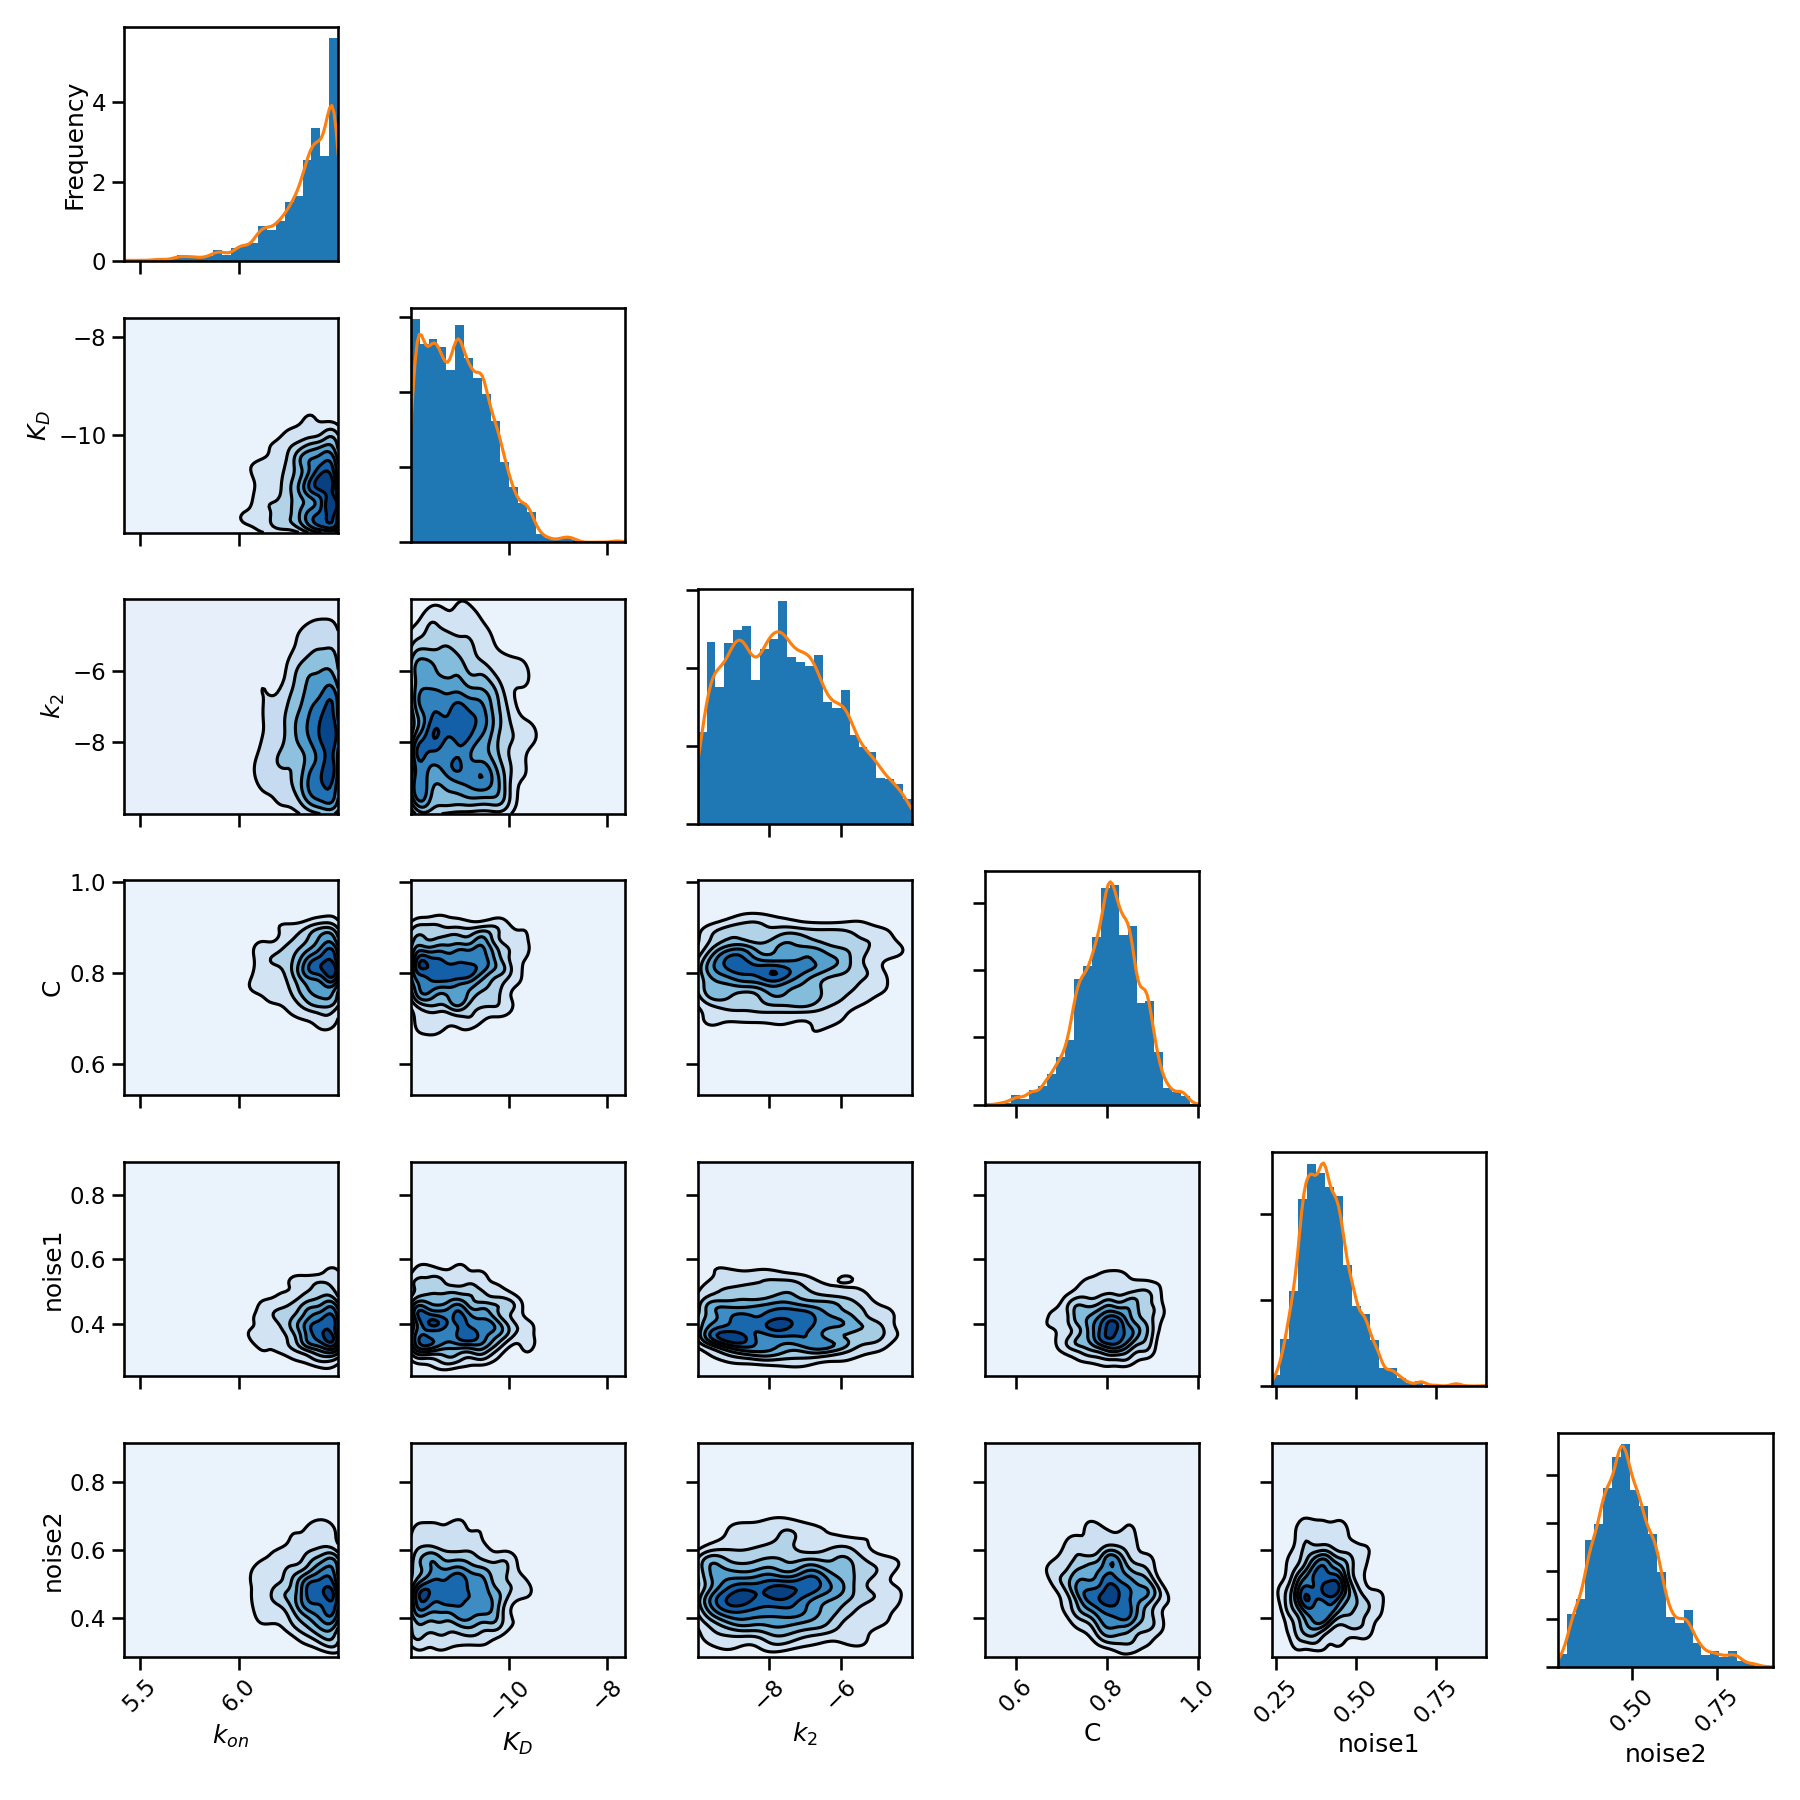 Frequency
4
2
0
K_D
−8
−10
k_2
−6
−8
C
1.0
0.8
0.6
noise1
0.8
0.6
0.4
noise2
0.8
0.6
0.4
5.5 6.0 −10 −8 −8 −6 0.6 0.8 1.0 0.25 0.50 0.75 0.50 0.75
k_on K_D k_2 C noise1 noise2